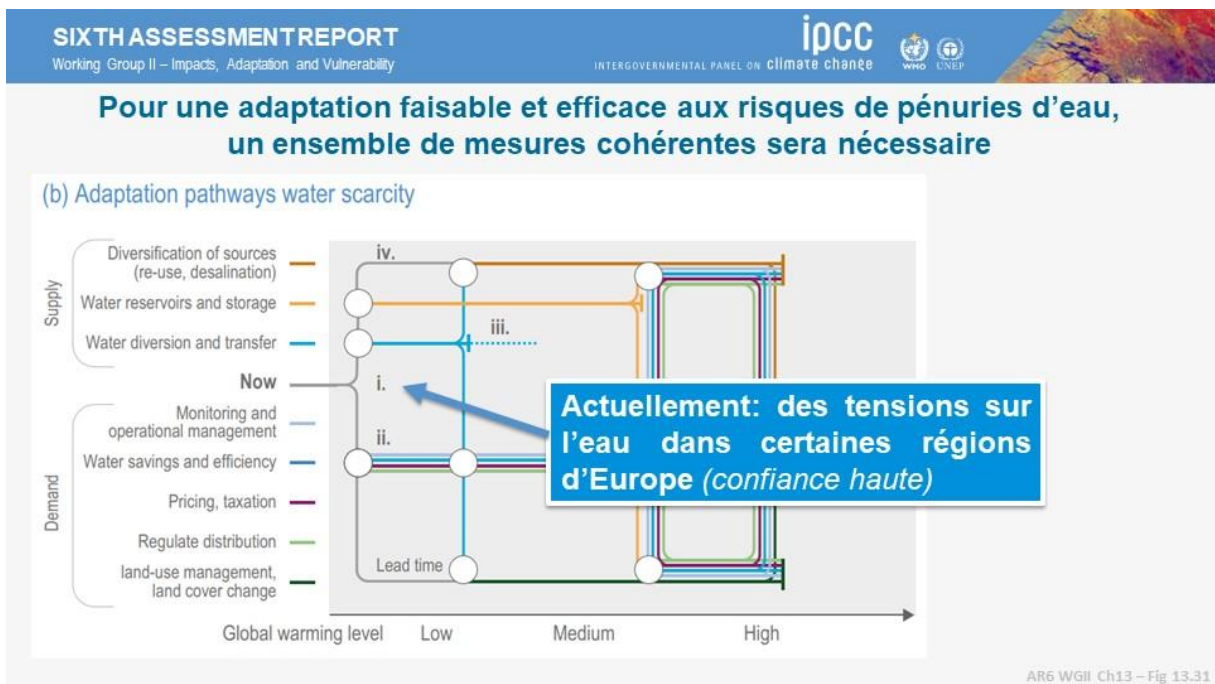 SIXTH ASSESSMENT REPORT
Working Group II – Impacts, Adaptation and Vulnerability
INTERGOVERNMENTAL PANEL ON climate change
ipcc
WMO
UNEP
Pour une adaptation faisable et efficace aux risques de pénuries d'eau,
un ensemble de mesures cohérentes sera nécessaire
(b) Adaptation pathways water scarcity
Supply
Diversification of sources
(re-use, desalination)
Water reservoirs and storage
Water diversion and transfer
Now
Demand
Monitoring and
operational management
Water savings and efficiency
Pricing, taxation
Regulate distribution
land-use management,
land cover change
iv.
iii.
i.
ii.
Lead time
Actuellement: des tensions sur
l'eau dans certaines régions
d'Europe (confiance haute)
Global warming level
Low
Medium
High
AR6 WGII Ch13 – Fig 13.31